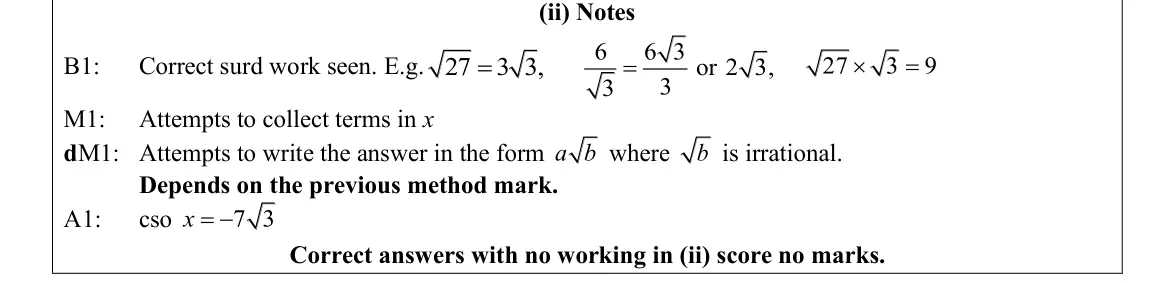 (ii) Notes
B1: Correct surd work seen. E.g. √27 = 3√3, 6/√3 = 6√3/3 or 2√3, √27 × √3 = 9
M1: Attempts to collect terms in x
dM1: Attempts to write the answer in the form a√b where √b is irrational.
Depends on the previous method mark.
A1: cso x = −7√3
Correct answers with no working in (ii) score no marks.